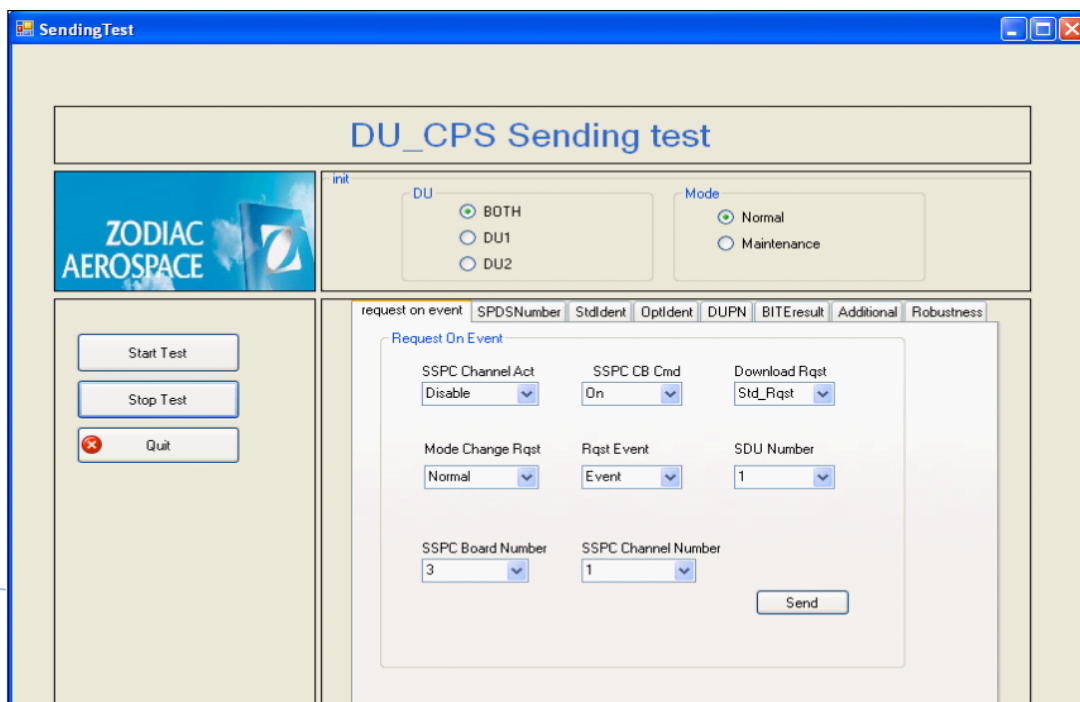 SendingTest
DU_CPS Sending test
ZODIAC
AEROSPACE
init
DU
BOTH
DU1
DU2
Mode
Normal
Maintenance
Start Test
Stop Test
Quit
request on event SPDSNumber StdIdent OptIdent DUPN BITEresult Additional Robustness
Request On Event
SSPC Channel Act SSPC CB Cmd Download Rqst
Disable On Std_Rqst
Mode Change Rqst Rqst Event SDU Number
Normal Event 1
SSPC Board Number SSPC Channel Number
3 1
Send